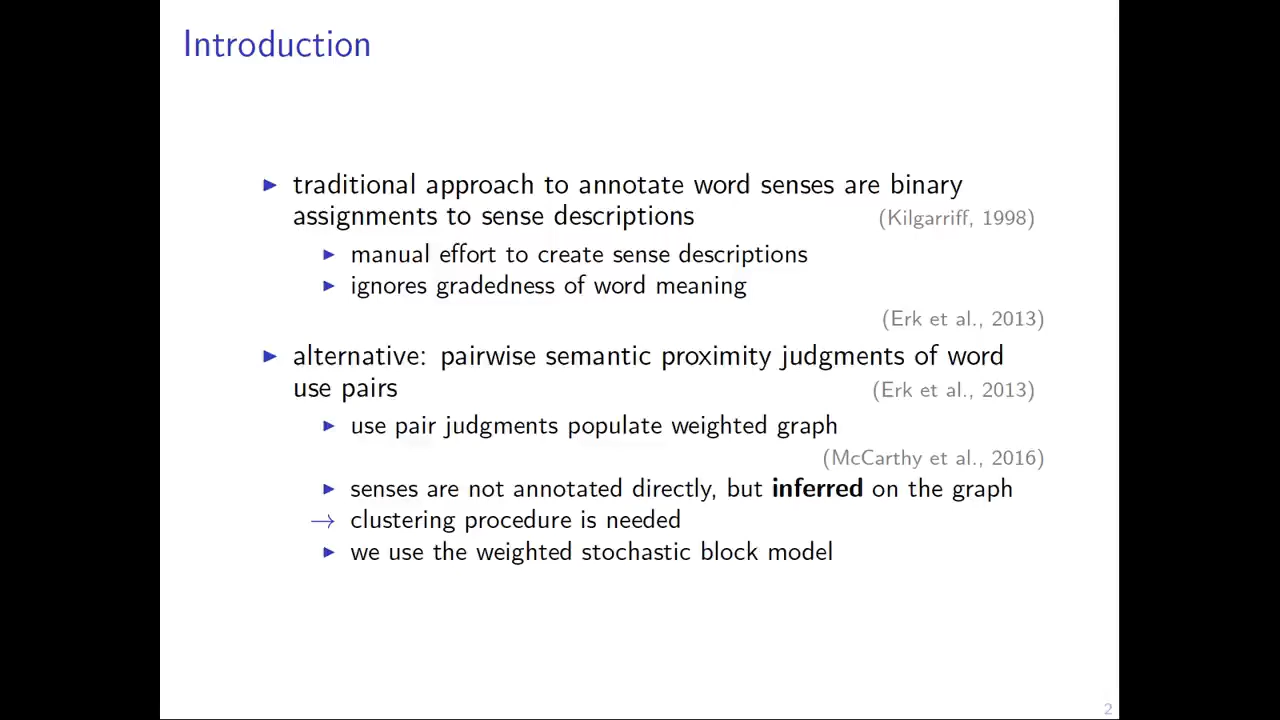 Introduction
► traditional approach to annotate word senses are binary
assignments to sense descriptions (Kilgarriff, 1998)
► manual effort to create sense descriptions
► ignores gradedness of word meaning
(Erk et al., 2013)
► alternative: pairwise semantic proximity judgments of word
use pairs (Erk et al., 2013)
► use pair judgments populate weighted graph
(McCarthy et al., 2016)
► senses are not annotated directly, but inferred on the graph
→ clustering procedure is needed
► we use the weighted stochastic block model
2